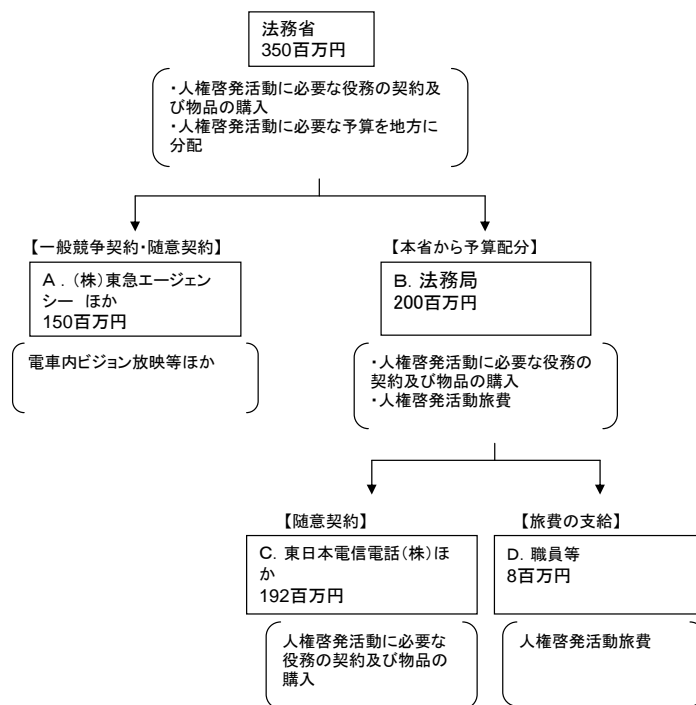 法務省
350百万円
・人権啓発活動に必要な役務の契約及
び物品の購入
・人権啓発活動に必要な予算を地方に
分配
【一般競争契約・随意契約】
A．（株）東急エージェン
シー　ほか
150百万円
電車内ビジョン放映等ほか
【本省から予算配分】
B．法務局
200百万円
・人権啓発活動に必要な役務の
契約及び物品の購入
・人権啓発活動旅費
【随意契約】
C．東日本電信電話（株）ほ
か
192百万円
人権啓発活動に必要な
役務の契約及び物品の
購入
【旅費の支給】
D．職員等
8百万円
人権啓発活動旅費